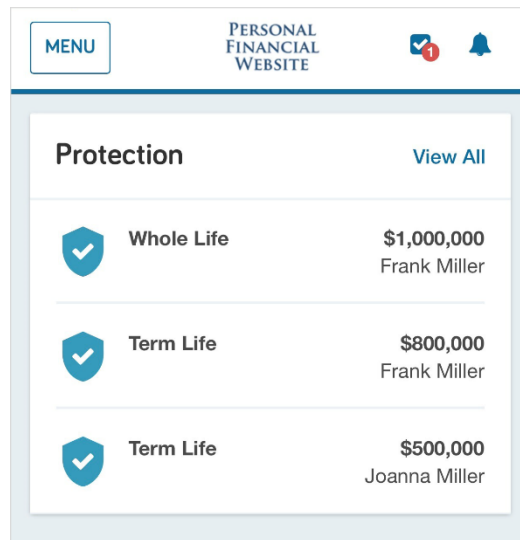 MENU
PERSONAL
FINANCIAL
WEBSITE
1
Protection
View All
Whole Life
$1,000,000
Frank Miller
Term Life
$800,000
Frank Miller
Term Life
$500,000
Joanna Miller